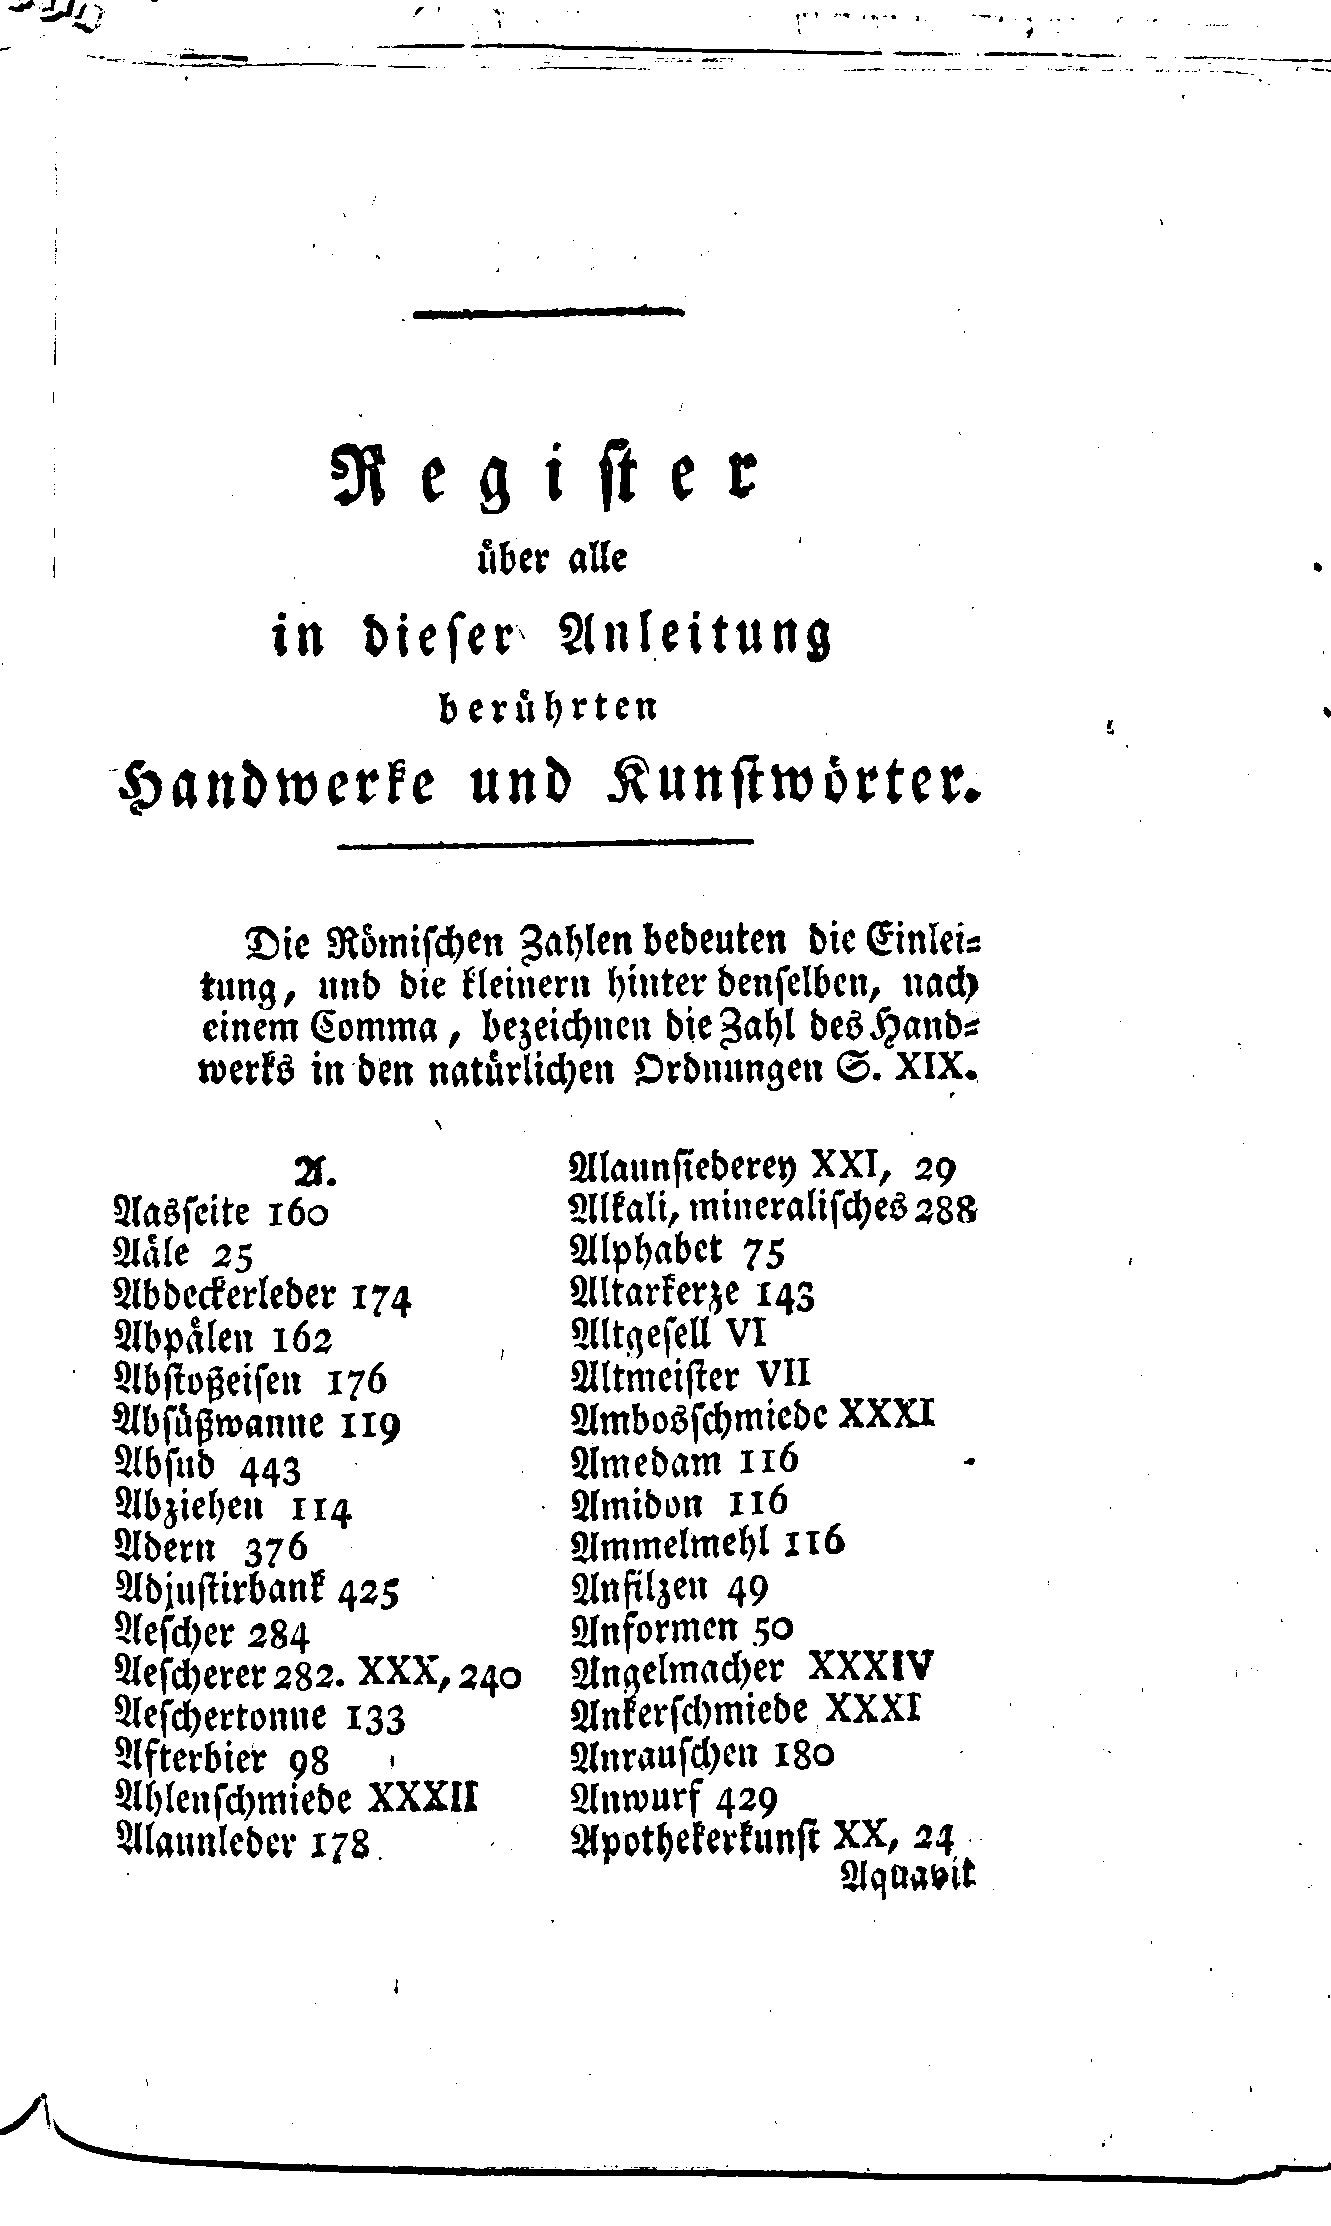 Register
über alle
in dieser Anleitung
berührten
Handwerke und Kunstwörter.
Die Römischen Zahlen bedeuten die Einlei=
tung, und die kleinern hinter denselben, nach
einem Comma, bezeichnen die Zahl des Hand=
werks in den natürlichen Ordnungen S. XIX.
A.
Aasseite 160
Aäle 25
Abdeckerleder 174
Abpälen 162
Abstoßeisen 176
Absüßwanne 119
Absud 443
Abziehen 114
Adern 376
Adjustirbank 425
Aescher 284
Aescherer 282. XXX, 240
Aeschertonne 133
Afterbier 98
Ahlenschmiede XXXII
Alaunleder 178
Alaunsiederey XXI, 29
Alkali, mineralisches 288
Alphabet 75
Altarkerze 143
Altgesell VI
Altmeister VII
Ambosschmiede XXXI
Amedam 116
Amidon 116
Ammelmehl 116
Anfilzen 49
Anformen 50
Angelmacher XXXIV
Ankerschmiede XXXI
Anrauschen 180
Anwurf 429
Apothekerkunst XX, 24
Aquavit